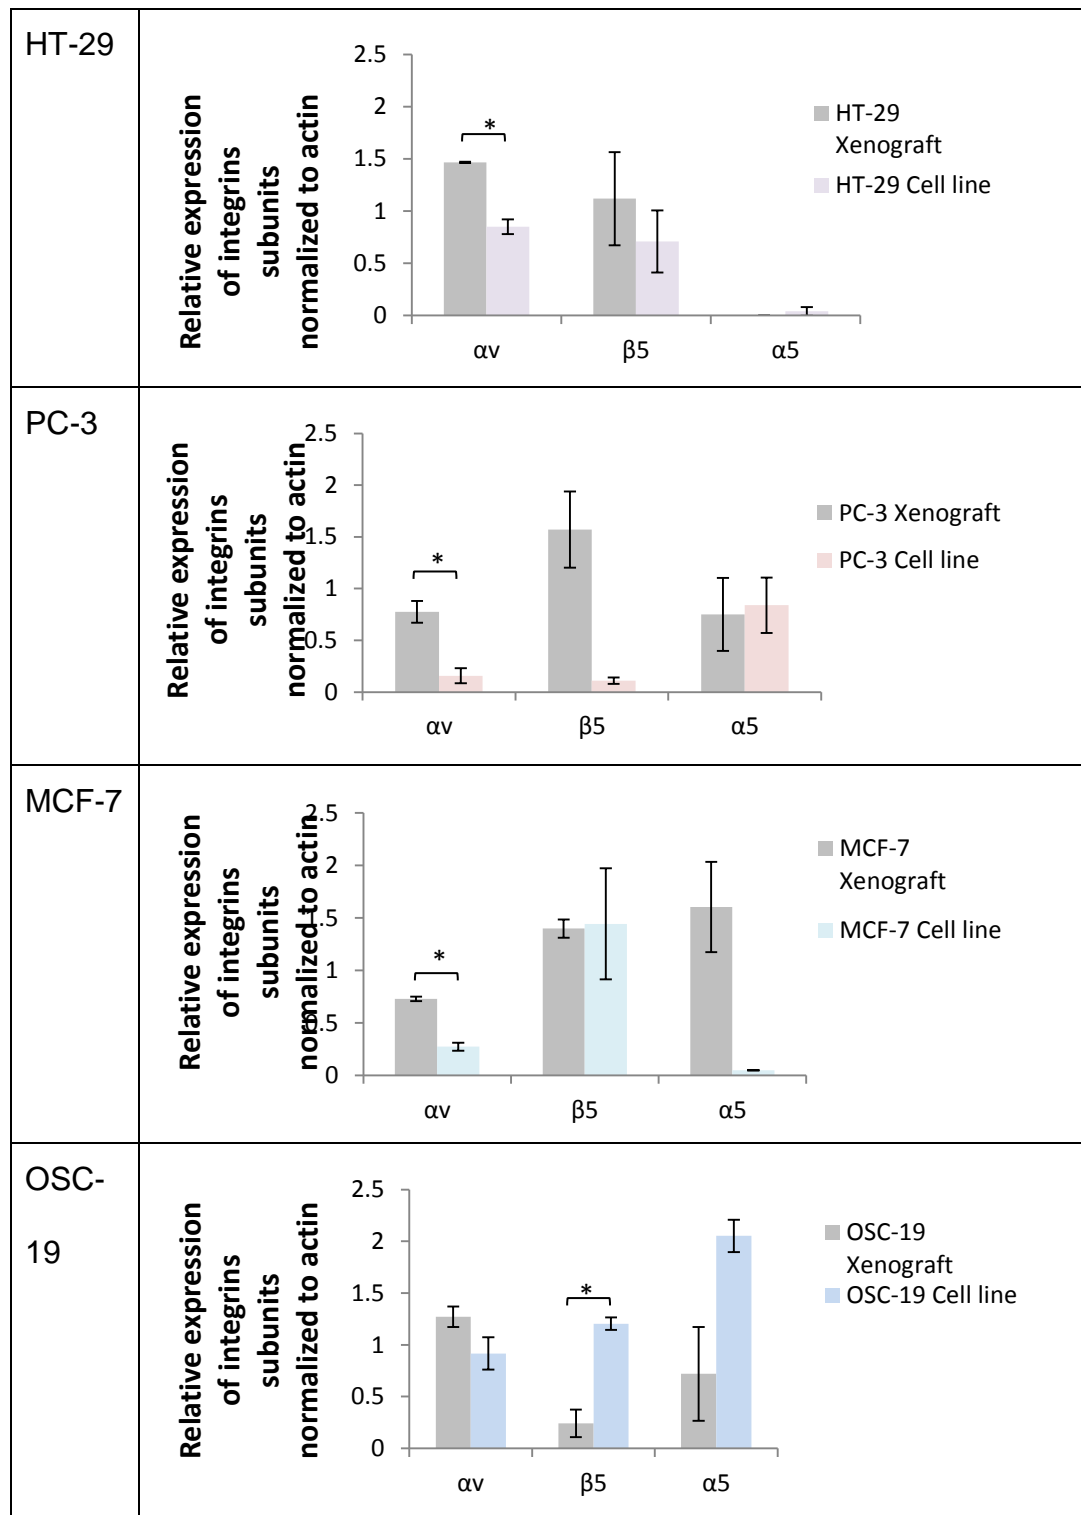 HT-29
Relative expression
of integrins
subunits
normalized to actin
2.5
2
1.5
1
0.5
0
*
αv
β5
α5
HT-29
Xenograft
HT-29 Cell line
PC-3
Relative expression
of integrins
subunits
normalized to actin
2.5
2
1.5
1
0.5
0
*
αv
β5
α5
PC-3 Xenograft
PC-3 Cell line
MCF-7
Relative expression
of integrins
subunits
normalized to actin
2.5
2
1.5
1
0.5
0
*
αv
β5
α5
MCF-7
Xenograft
MCF-7 Cell line
OSC-
19
Relative expression
of integrins
subunits
normalized to actin
2.5
2
1.5
1
0.5
0
*
αv
β5
α5
OSC-19
Xenograft
OSC-19 Cell line